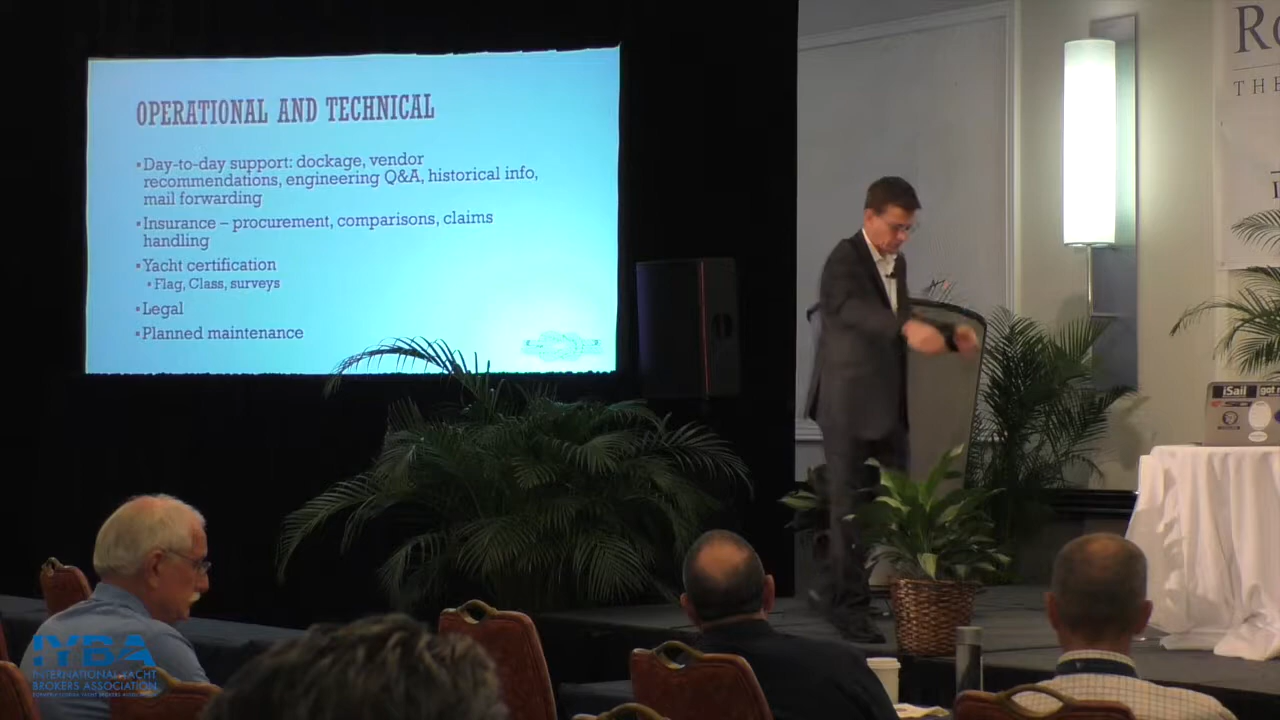 OPERATIONAL AND TECHNICAL
▪Day-to-day support: dockage, vendor
recommendations, engineering Q&A, historical info,
mail forwarding
▪Insurance – procurement, comparisons, claims
handling
▪Yacht certification
▪Flag, Class, surveys
▪Legal
▪Planned maintenance
iSail
got
IYBA
INTERNATIONAL YACHT
BROKERS ASSOCIATION